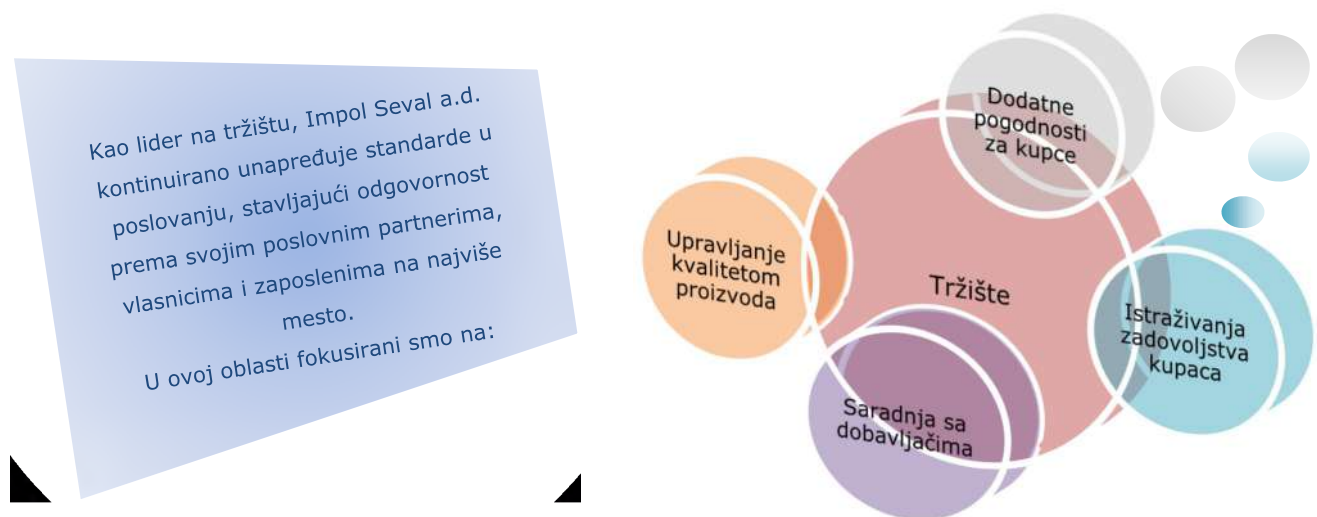 Kao lider na tržištu, Impol Seval a.d.
kontinuirano unapređuje standarde u
poslovanju, stavljajući odgovornost
prema svojim poslovnim partnerima,
vlasnicima i zaposlenima na najviše
mesto.
U ovoj oblasti fokusirani smo na:
Dodatne
pogodnosti
za kupce
Upravljanje
kvalitetom
proizvoda
Tržište
Istraživanja
zadovoljstva
kupaca
Saradnja sa
dobavljačima